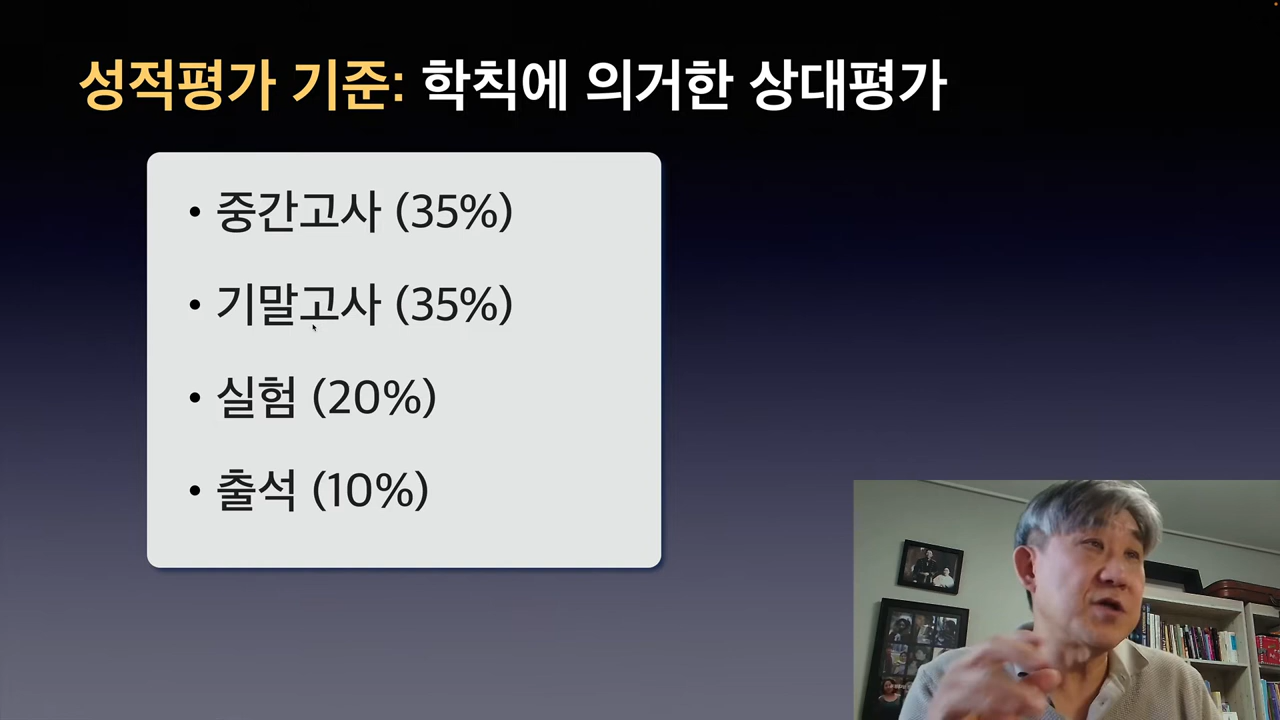 성적평가 기준: 학칙에 의거한 상대평가
• 중간고사 (35%)
• 기말고사 (35%)
• 실험 (20%)
• 출석 (10%)